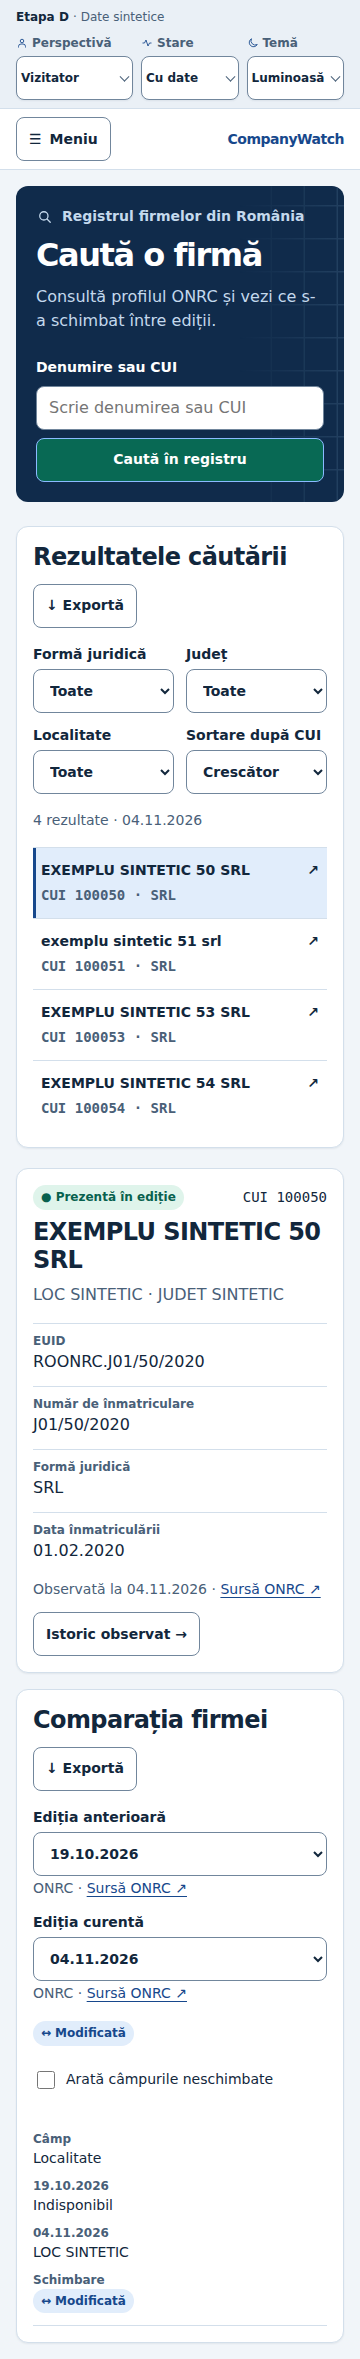 Etapa D · Date sintetice
Perspectivă Stare Temă
Vizitator Cu date Luminoasă
☰ Meniu CompanyWatch
Registrul firmelor din România
Caută o firmă
Consultă profilul ONRC și vezi ce s-
a schimbat între ediții.
Denumire sau CUI
Scrie denumirea sau CUI
Caută în registru
Rezultatele căutării
↓ Exportă
Formă juridică Județ
Toate Toate
Localitate Sortare după CUI
Toate Crescător
4 rezultate · 04.11.2026
EXEMPLU SINTETIC 50 SRL ↗
CUI 100050 · SRL
exemplu sintetic 51 srl ↗
CUI 100051 · SRL
EXEMPLU SINTETIC 53 SRL ↗
CUI 100053 · SRL
EXEMPLU SINTETIC 54 SRL ↗
CUI 100054 · SRL
● Prezentă în ediție CUI 100050
EXEMPLU SINTETIC 50
SRL
LOC SINTETIC · JUDET SINTETIC
EUID
ROONRC.J01/50/2020
Număr de înmatriculare
J01/50/2020
Formă juridică
SRL
Data înmatriculării
01.02.2020
Observată la 04.11.2026 · Sursă ONRC ↗
Istoric observat →
Comparația firmei
↓ Exportă
Ediția anterioară
19.10.2026
ONRC · Sursă ONRC ↗
Ediția curentă
04.11.2026
ONRC · Sursă ONRC ↗
↔ Modificată
Arată câmpurile neschimbate
Câmp
Localitate
19.10.2026
Indisponibil
04.11.2026
LOC SINTETIC
Schimbare
↔ Modificată